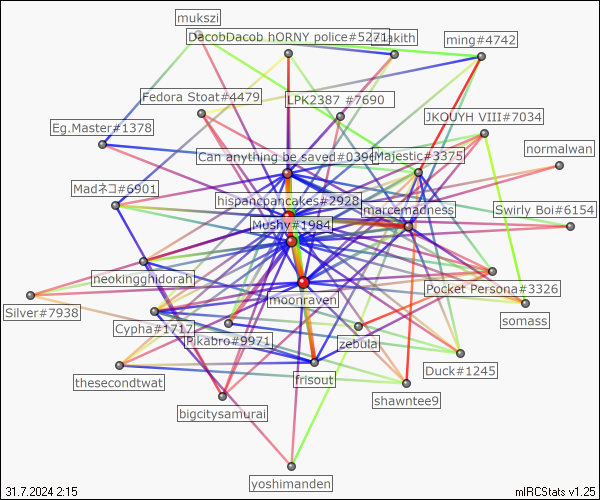 mukszi
DacobDacob hORNY police#5271
ming#4742
Fedora Stoat#4479
LPK2387 #7690
JKOUYH VIII#7034
Eg.Master#1378
normalwan
Can anything be saved#039
Majestic#3375
Madネコ#6901
hispancpancakes#2928
marcemadness
Swirly Boi#6154
Mushy#1984
neokingghidorah
Pocket Persona#3326
moonraven
Silver#7938
somass
Cypha#1717
Pikabro#9971
zebula
Duck#1245
thesecondtwat
frisout
shawntee9
bigcitysamurai
yoshimanden
31.7.2024 2:15
mIRCStats v1.25